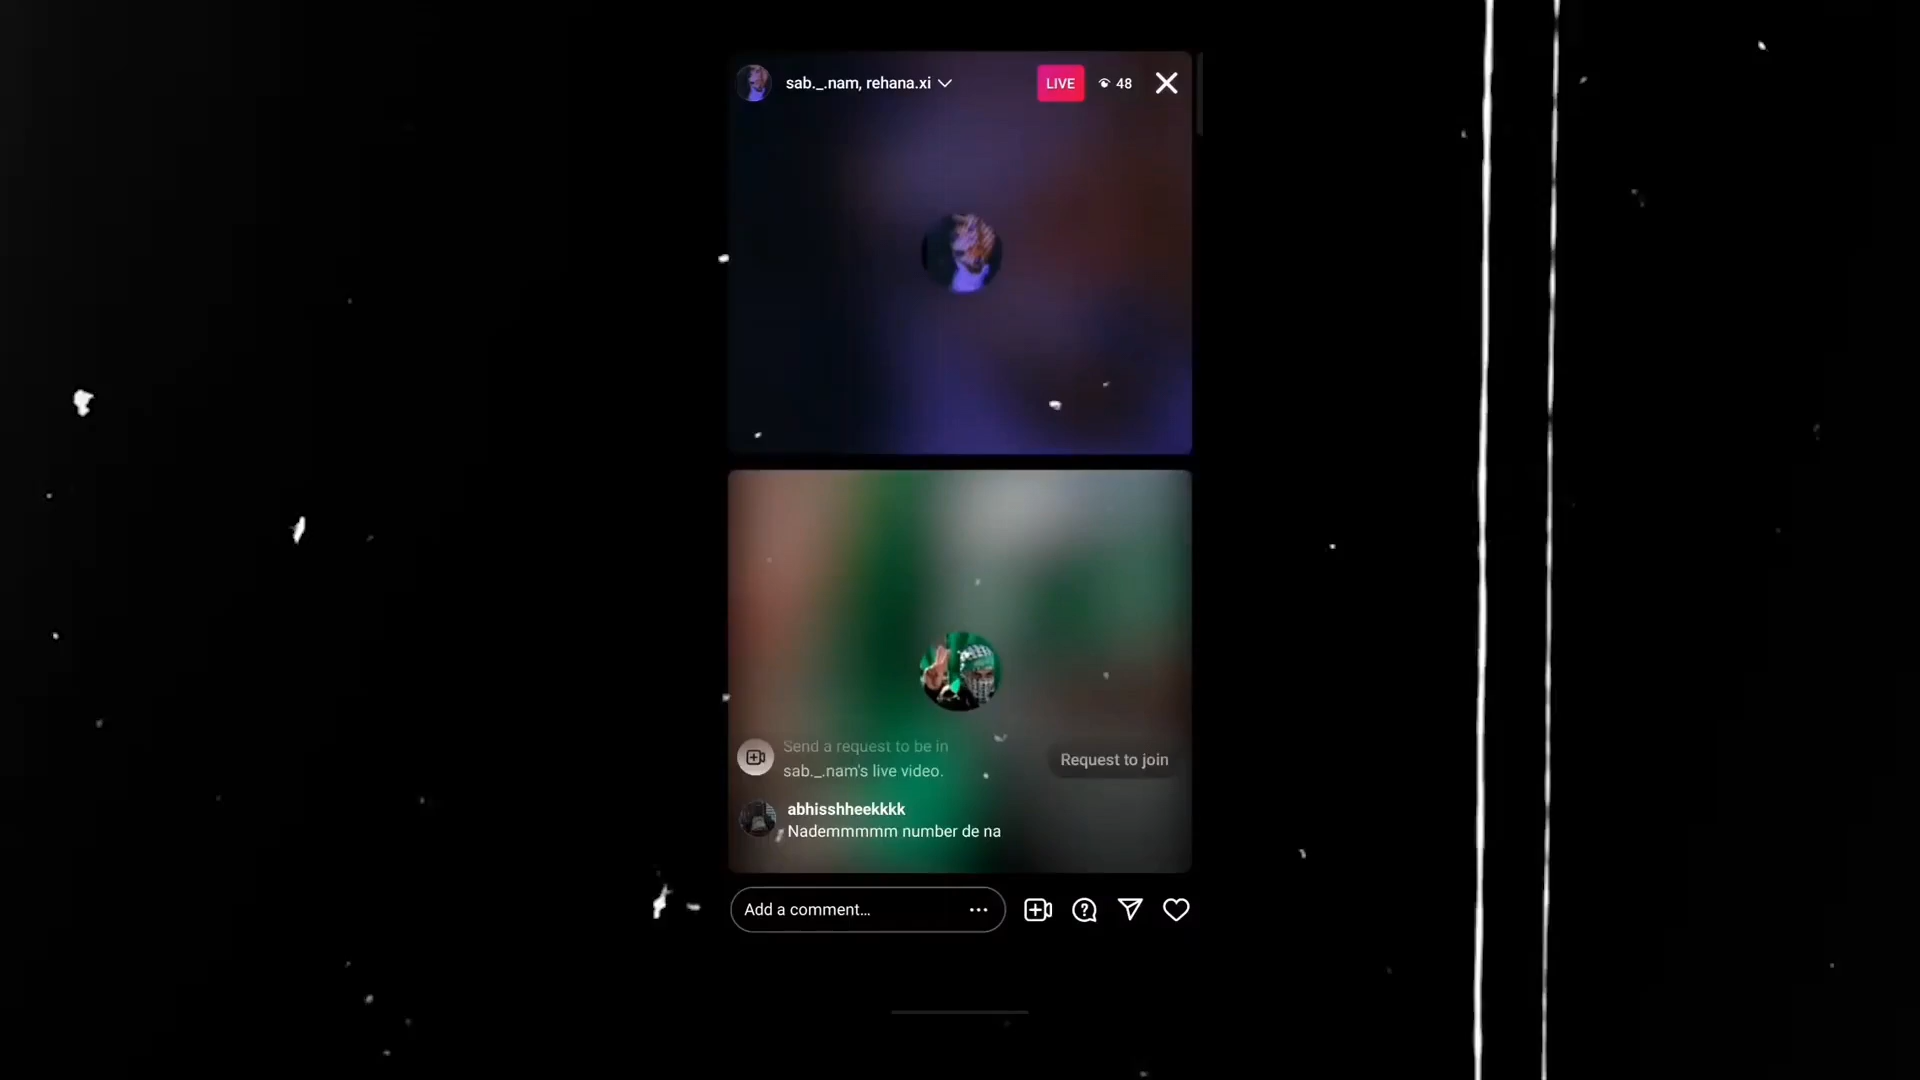 sab._.nam, rehana.xi
LIVE
48
Send a request to be in
sab._.nam's live video.
Request to join
abhisshheekkkk
Nademmmmm number de na
Add a comment...